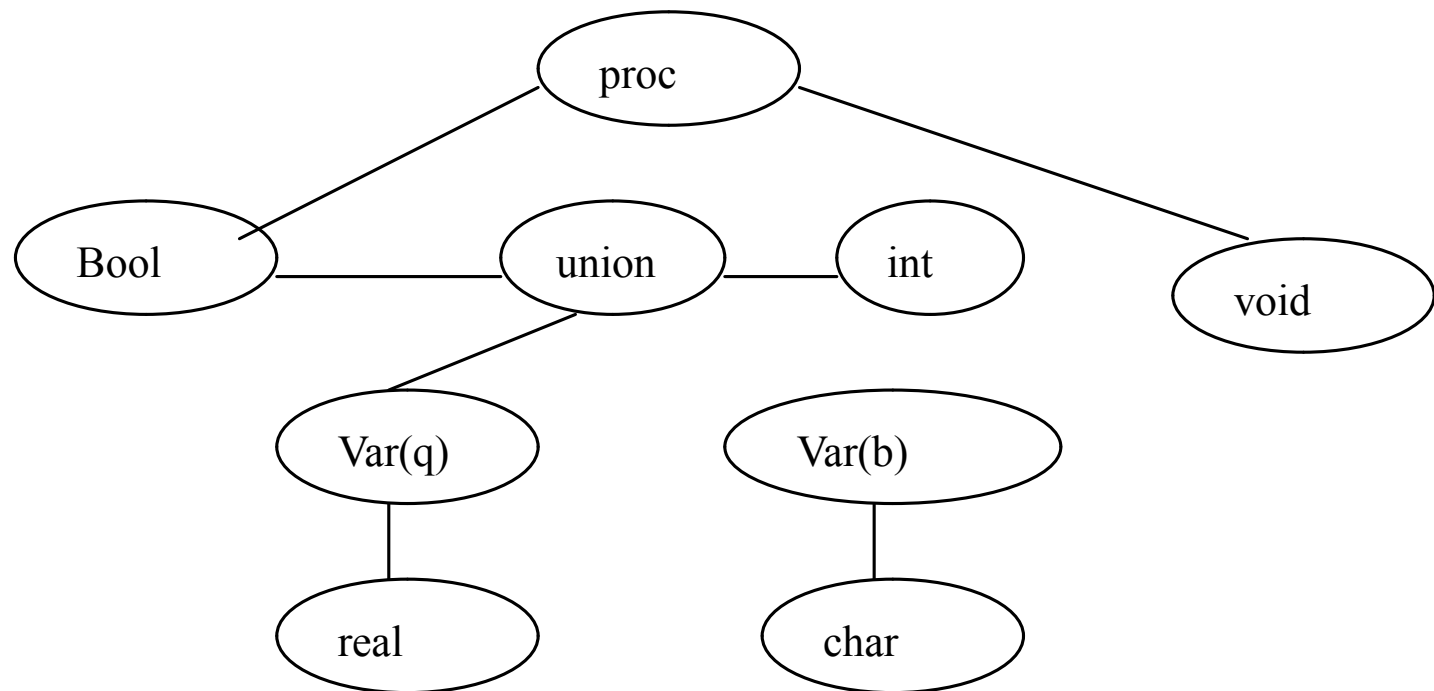 proc
Bool
union
int
void
Var(q)
Var(b)
real
char